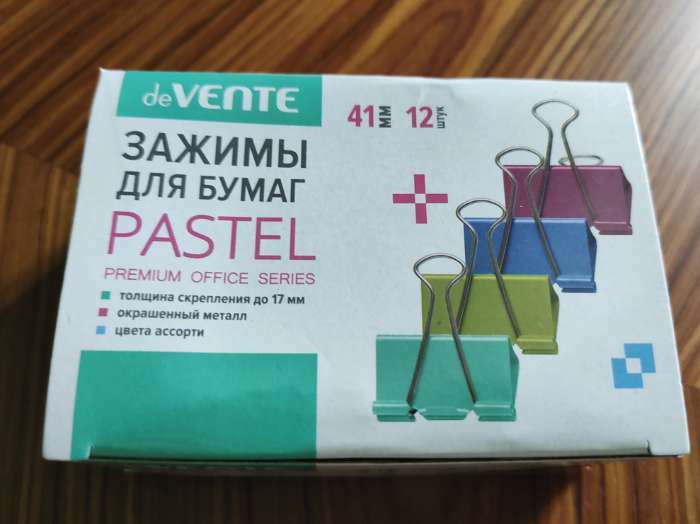 deVENTE
41 мм 12 штук
ЗАЖИМЫ
ДЛЯ БУМАГ
PASTEL
PREMIUM OFFICE SERIES
толщина скрепления до 17 мм
окрашенный металл
цвета ассорти